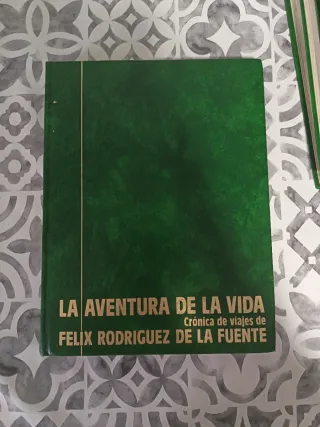 LA AVENTURA DE LA VIDA
Crónica de viajes de
FELIX RODRIGUEZ DE LA FUENTE